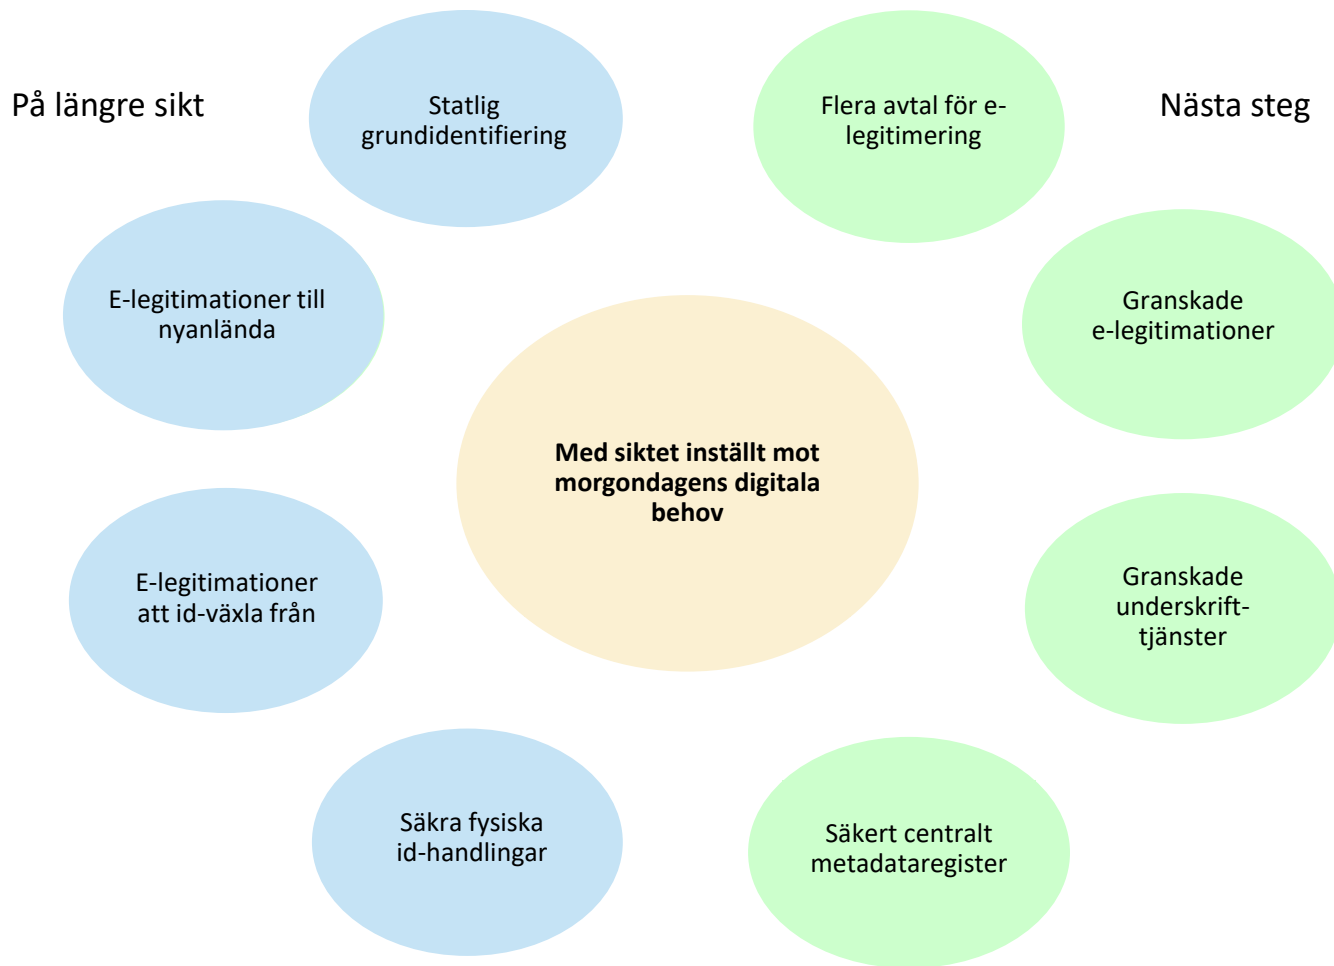 På längre sikt
Statlig
grundidentifiering
Flera avtal för e-
legitimering
Nästa steg
E-legitimationer till
nyanlända
Granskade
e-legitimationer
Med siktet inställt mot
morgondagens digitala
behov
E-legitimationer
att id-växla från
Granskade
underskrift-
tjänster
Säkra fysiska
id-handlingar
Säkert centralt
metadataregister